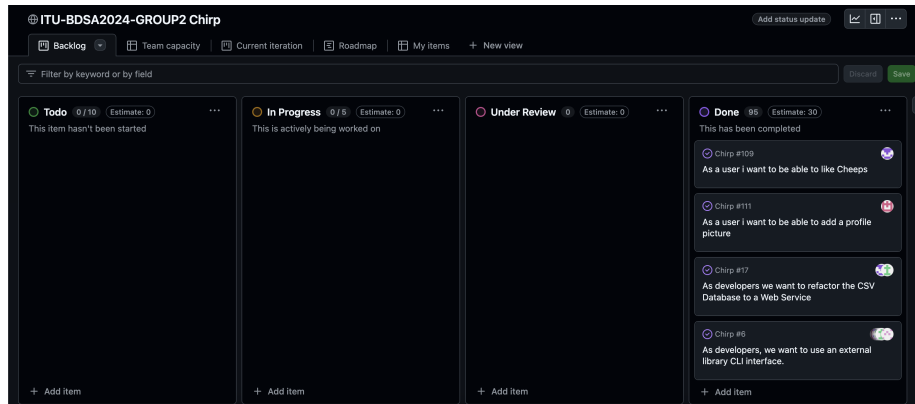 ITU-BDSA2024-GROUP2 Chirp
Add status update
Backlog
Team capacity
Current iteration
Roadmap
My items
+ New view
Filter by keyword or by field
Discard
Save
Todo 0 / 10 Estimate: 0
This item hasn't been started
+ Add item
In Progress 0 / 5 Estimate: 0
This is actively being worked on
+ Add item
Under Review 0 Estimate: 0
+ Add item
Done 95 Estimate: 30
This has been completed
Chirp #109
As a user i want to be able to like Cheeps
Chirp #111
As a user i want to be able to add a profile
picture
Chirp #17
As developers we want to refactor the CSV
Database to a Web Service
Chirp #6
As developers, we want to use an external
library CLI interface.
+ Add item